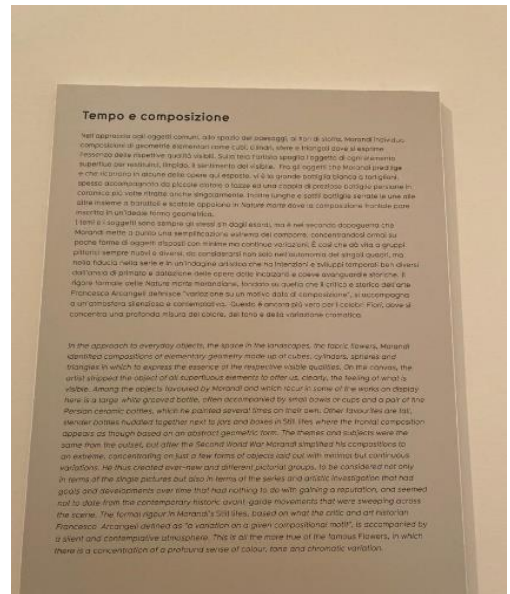 Tempo e composizione
Nell'approccio agli oggetti comuni, allo spazio dei paesaggi, ai fiori di stoffa, Morandi individua
composizioni di geometrie elementari come cubi, cilindri, sfere e triangoli dove si esprime
l'essenza delle rispettive qualità visibili. Sulla tela l'artista spoglia l'oggetto di ogni elemento
superfluo per restituirci, limpido, il sentimento del visibile. Tra gli oggetti che Morandi predilige
e che ricorrono in alcune delle opere qui esposte, vi è la grande bottiglia bianca a tortiglioni,
spesso accompagnata da piccole ciotole o tazze ed una coppia di preziose bottiglie persiane in
ceramica più volte ritratte anche singolarmente. Inoltre lunghe e sottili bottiglie serrate le une alle
altre insieme a barattoli e scatole appaiono in Nature morte dove la composizione frontale pare
inscritta in un'ideale forma geometrica.
I temi e i soggetti sono sempre gli stessi sin dagli esordi, ma è nel secondo dopoguerra che
Morandi mette a punto una semplificazione estrema del comporre, concentrandosi ormai su
poche forme di oggetti disposti con minime ma continue variazioni. È così che dà vita a gruppi
pittorici sempre nuovi e diversi, da considerarsi non solo nell'autonomia dei singoli quadri, ma
nella fiducia nella serie e in un'indagine artistica che ha intenzioni e sviluppi temporali ben diversi
dall'ansia di primato e datazione delle opere delle incalzanti e coeve avanguardie storiche. Il
rigore formale delle Nature morte morandiane, fondato su quella che il critico e storico dell'arte
Francesco Arcangeli definisce "variazione su un motivo dato di composizione", si accompagna
a un'atmosfera silenziosa e contemplativa. Questo è ancora più vero per i celebri Fiori, dove si
concentra una profonda misura del colore, del tono e della variazione cromatica.
In the approach to everyday objects, the space in the landscapes, the fabric flowers, Morandi
identified compositions of elementary geometry made up of cubes, cylinders, spheres and
triangles in which to express the essence of the respective visible qualities. On the canvas, the
artist stripped the object of all superfluous elements to offer us, clearly, the feeling of what is
visible. Among the objects favoured by Morandi and which recur in some of the works on display
here is a large white grooved bottle, often accompanied by small bowls or cups and a pair of fine
Persian ceramic bottles, which he painted several times on their own. Other favourites are tall,
slender bottles huddled together next to jars and boxes in Still lifes where the frontal composition
appears as though based on an abstract geometric form. The themes and subjects were the
same from the outset, but after the Second World War Morandi simplified his compositions to
an extreme, concentrating on just a few forms of objects laid out with minimal but continuous
variations. He thus created ever-new and different pictorial groups, to be considered not only
in terms of the single pictures but also in terms of the series and artistic investigation that had
goals and developments over time that had nothing to do with gaining a reputation, and seemed
not to date from the contemporary historic avant-garde movements that were sweeping across
the scene. The formal rigour in Morandi's Still lifes, based on what the critic and art historian
Francesco Arcangeli defined as "a variation on a given compositional motif", is accompanied by
a silent and contemplative atmosphere. This is all the more true of the famous Flowers, in which
there is a concentration of a profound sense of colour, tone and chromatic variation.